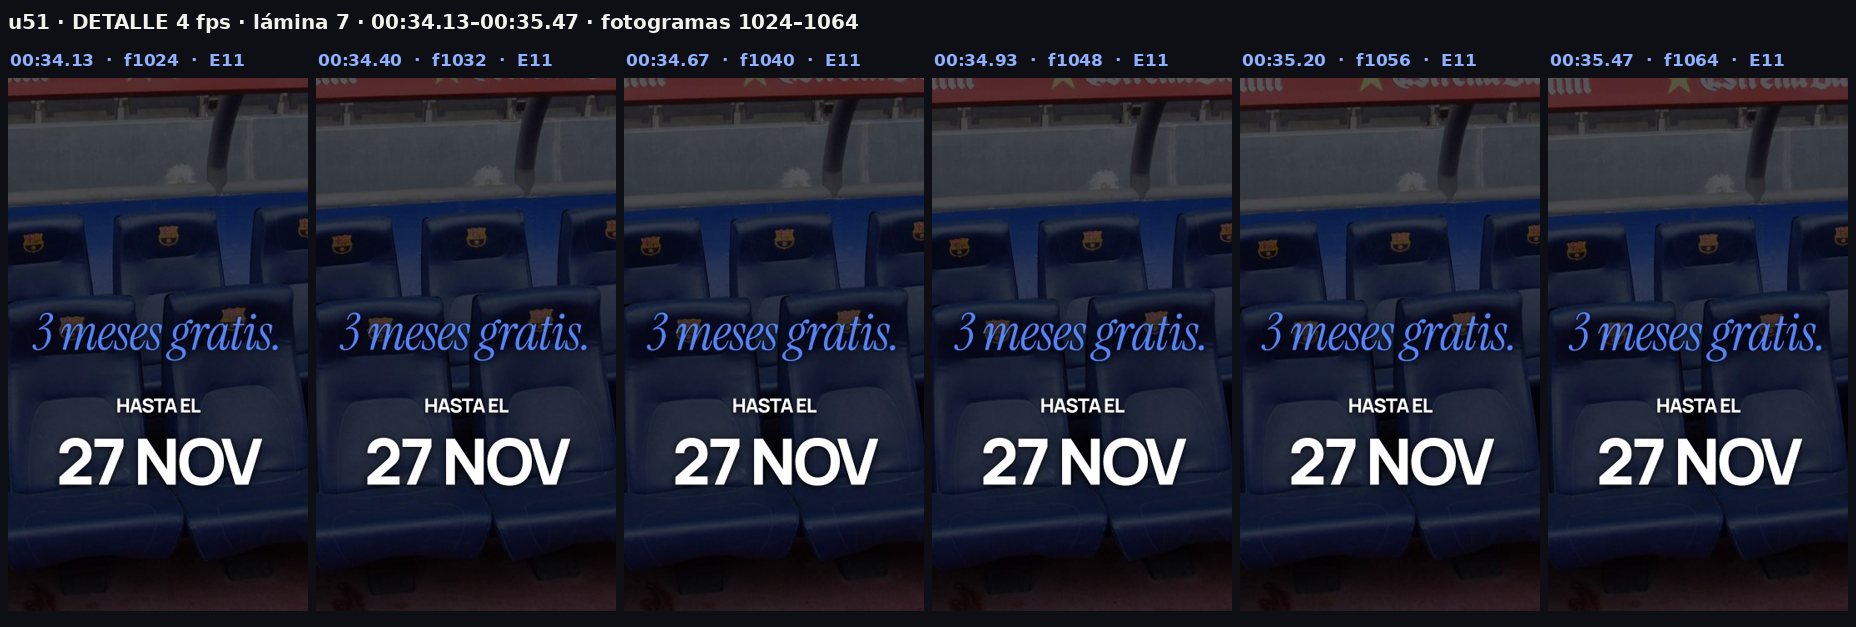 u51 · DETALLE 4 fps · lámina 7 · 00:34.13–00:35.47 · fotogramas 1024–1064
00:34.13 · f1024 · E11
00:34.40 · f1032 · E11
00:34.67 · f1040 · E11
00:34.93 · f1048 · E11
00:35.20 · f1056 · E11
00:35.47 · f1064 · E11
3 meses gratis.
HASTA EL
27 NOV
3 meses gratis.
HASTA EL
27 NOV
3 meses gratis.
HASTA EL
27 NOV
3 meses gratis.
HASTA EL
27 NOV
3 meses gratis.
HASTA EL
27 NOV
3 meses gratis.
HASTA EL
27 NOV